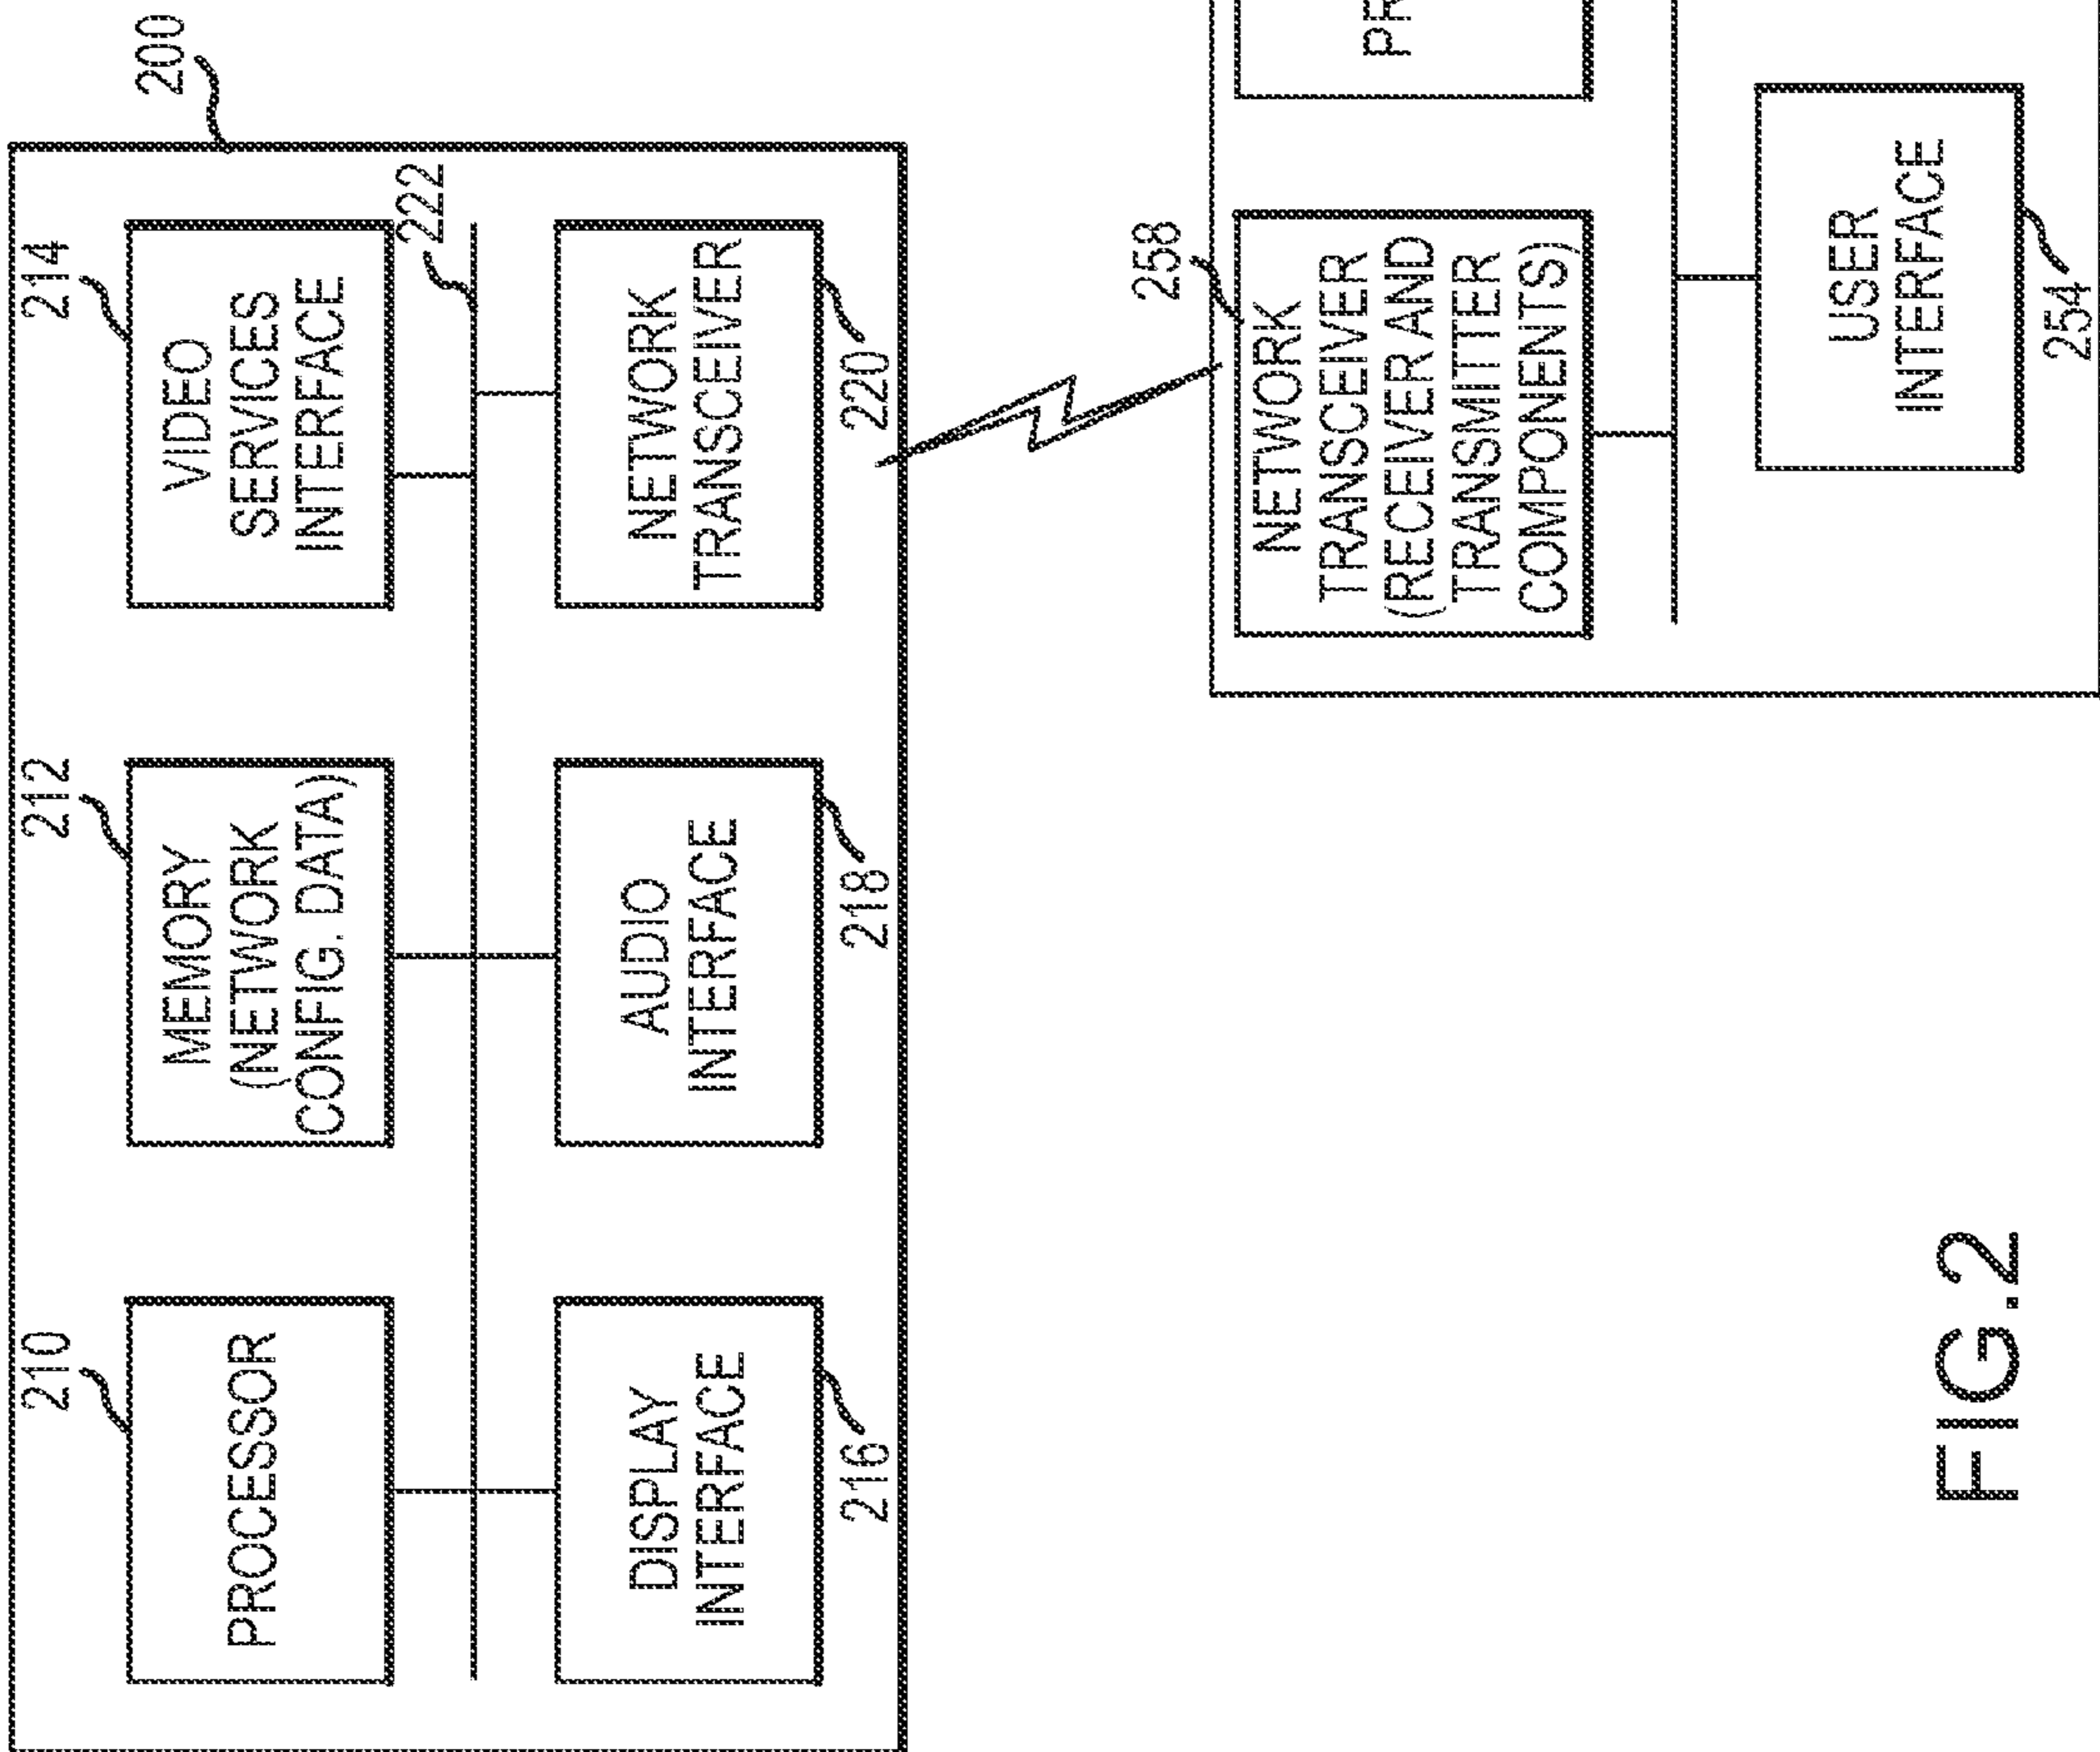 200
210
PROCESSOR
212
MEMORY
(NETWORK
CONFIG. DATA)
214
VIDEO
SERVICES
INTERFACE
222
DISPLAY
INTERFACE
216
AUDIO
INTERFACE
218
NETWORK
TRANSCEIVER
220
258
NETWORK
TRANSCEIVER
(RECEIVER AND
TRANSMITTER
COMPONENTS)
PR
USER
INTERFACE
254
FIG.2